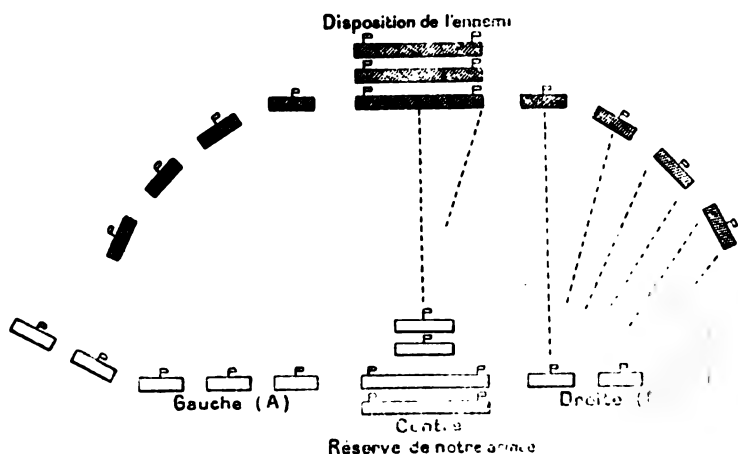 Disposition de l'ennemi
Gauche (A)
Droite (
Centre
Réserve de notre armée